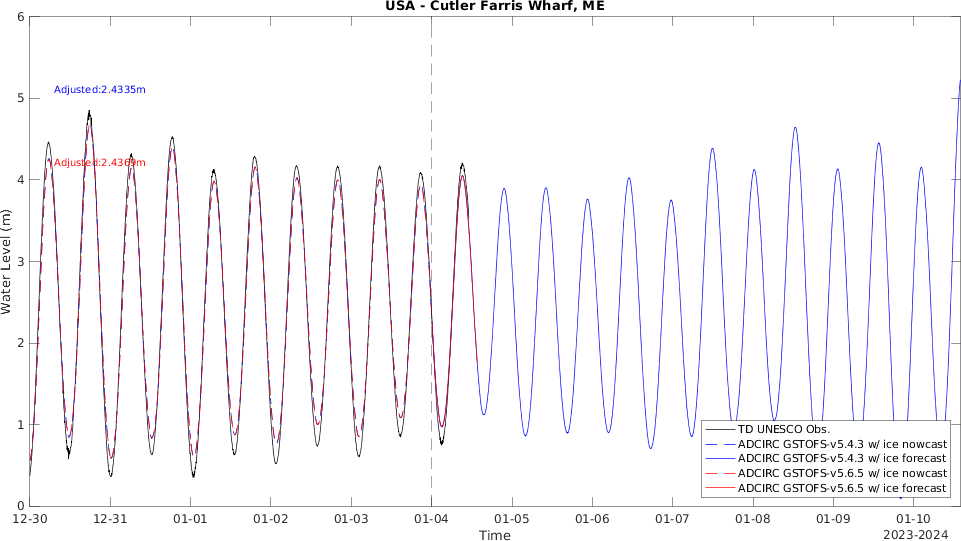 USA - Cutler Farris Wharf, ME
6
5
4
3
2
1
0
Water Level (m)
Adjusted:2.4335m
Adjusted:2.4369m
TD UNESCO Obs.
ADCIRC GSTOFS-v5.4.3 w/ ice nowcast
ADCIRC GSTOFS-v5.4.3 w/ ice forecast
ADCIRC GSTOFS-v5.6.5 w/ ice nowcast
ADCIRC GSTOFS-v5.6.5 w/ ice forecast
12-30 12-31 01-01 01-02 01-03 01-04 01-05 01-06 01-07 01-08 01-09 01-10
Time
2023-2024